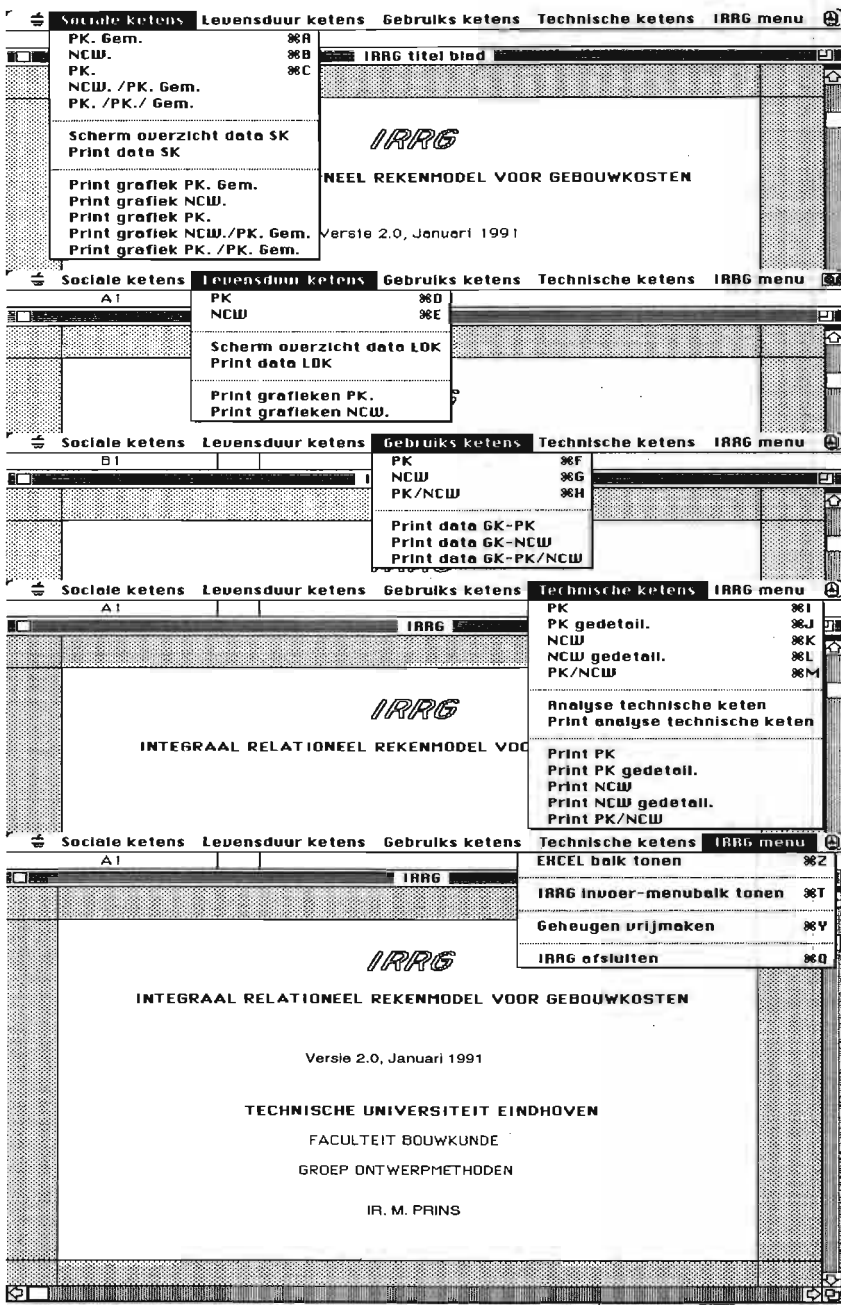 Sociale ketens Levensduur ketens Gebruiks ketens Technische ketens IRRG menu
PK. Gem. ⌘A
NCW. ⌘B
PK. ⌘C
NCW. /PK. Gem.
PK. /PK./ Gem.
Scherm overzicht data SK
Print data SK
Print grafiek PK. Gem.
Print grafiek NCW.
Print grafiek PK.
Print grafiek NCW./PK. Gem.
Print grafiek PK. /PK. Gem.
IRRG titel blad
IRRG
NEEL REKENMODEL VOOR GEBOUWKOSTEN
Versie 2.0, Januari 1991
Sociale ketens Levensduur ketens Gebruiks ketens Technische ketens IRRG menu
A1
PK ⌘D
NCW ⌘E
Scherm overzicht data LDK
Print data LDK
Print grafieken PK.
Print grafieken NCW.
Sociale ketens Levensduur ketens Gebruiks ketens Technische ketens IRRG menu
B1
PK ⌘F
NCW ⌘G
PK/NCW ⌘H
Print data GK-PK
Print data GK-NCW
Print data GK-PK/NCW
Sociale ketens Levensduur ketens Gebruiks ketens Technische ketens IRRG menu
A1
IRRG
PK ⌘I
PK gedetail. ⌘J
NCW ⌘K
NCW gedetail. ⌘L
PK/NCW ⌘M
Analyse technische keten
Print analyse technische keten
Print PK
Print PK gedetail.
Print NCW
Print NCW gedetail.
Print PK/NCW
IRRG
INTEGRAAL RELATIONEEL REKENMODEL VOO
Sociale ketens Levensduur ketens Gebruiks ketens Technische ketens IRRG menu
A1
IRRG
EXCEL balk tonen ⌘Z
IRRG invoer-menubalk tonen ⌘T
Geheugen vrijmaken ⌘Y
IRRG afsluiten ⌘Q
IRRG
INTEGRAAL RELATIONEEL REKENMODEL VOOR GEBOUWKOSTEN
Versie 2.0, Januari 1991
TECHNISCHE UNIVERSITEIT EINDHOVEN
FACULTEIT BOUWKUNDE
GROEP ONTWERPMETHODEN
IR. M. PRINS